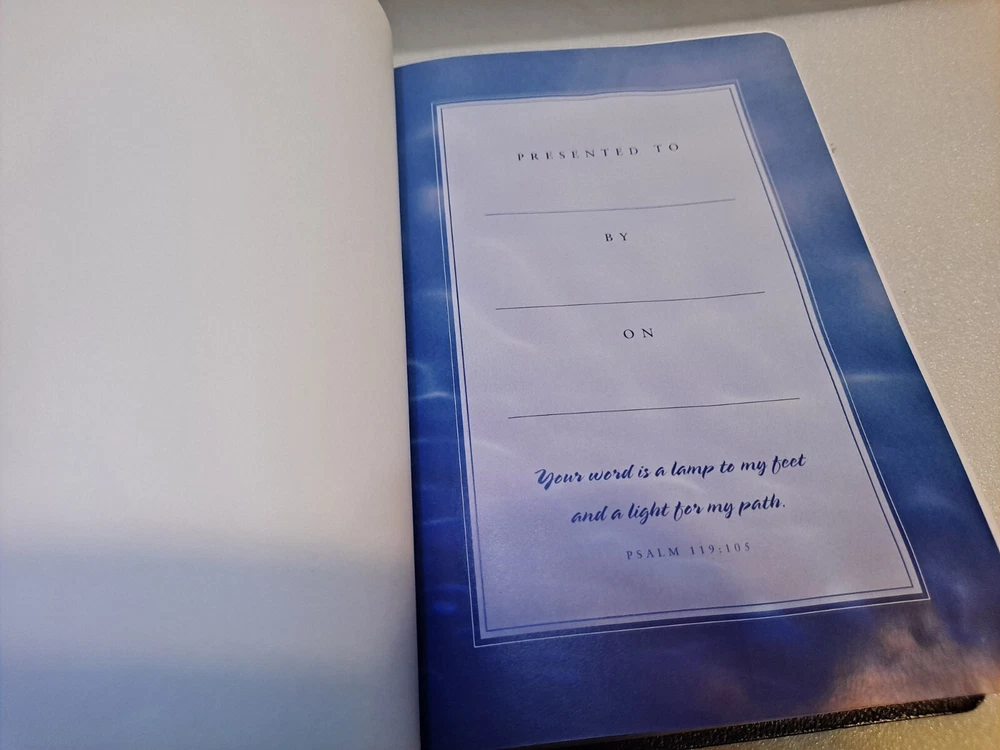 PRESENTED TO
BY
ON
Your word is a lamp to my feet
and a light for my path.
PSALM 119:105